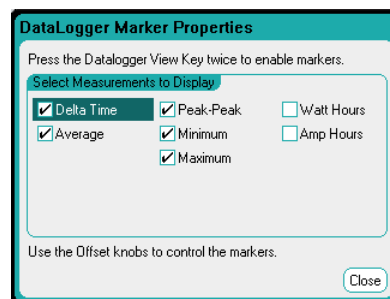 DataLogger Marker Properties
Press the Datalogger View Key twice to enable markers.
Select Measurements to Display
Delta Time Peak-Peak Watt Hours
Average Minimum Amp Hours
Maximum
Use the Offset knobs to control the markers.
Close